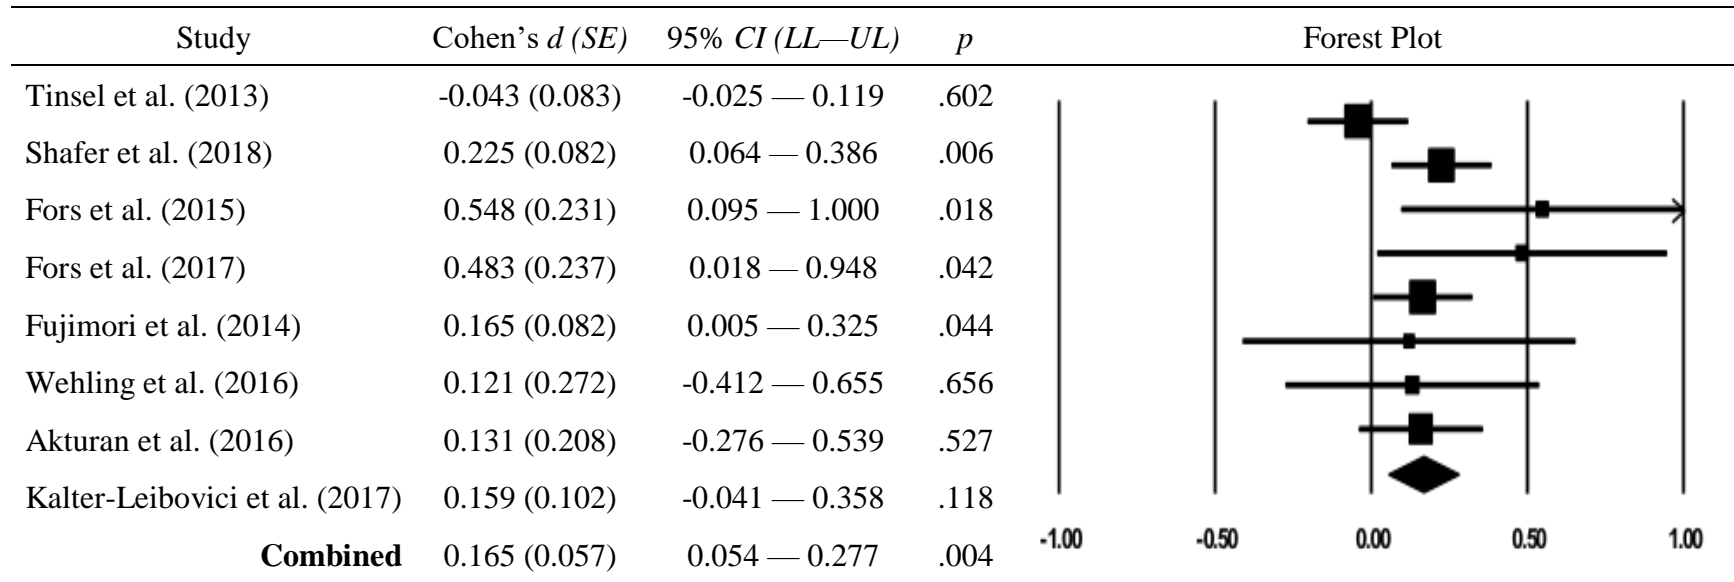 Study Cohen’s d (SE) 95% CI (LL—UL) p Forest Plot
Tinsel et al. (2013) -0.043 (0.083) -0.025 — 0.119 .602
Shafer et al. (2018) 0.225 (0.082) 0.064 — 0.386 .006
Fors et al. (2015) 0.548 (0.231) 0.095 — 1.000 .018
Fors et al. (2017) 0.483 (0.237) 0.018 — 0.948 .042
Fujimori et al. (2014) 0.165 (0.082) 0.005 — 0.325 .044
Wehling et al. (2016) 0.121 (0.272) -0.412 — 0.655 .656
Akturan et al. (2016) 0.131 (0.208) -0.276 — 0.539 .527
Kalter-Leibovici et al. (2017) 0.159 (0.102) -0.041 — 0.358 .118
Combined 0.165 (0.057) 0.054 — 0.277 .004
-1.00 -0.50 0.00 0.50 1.00